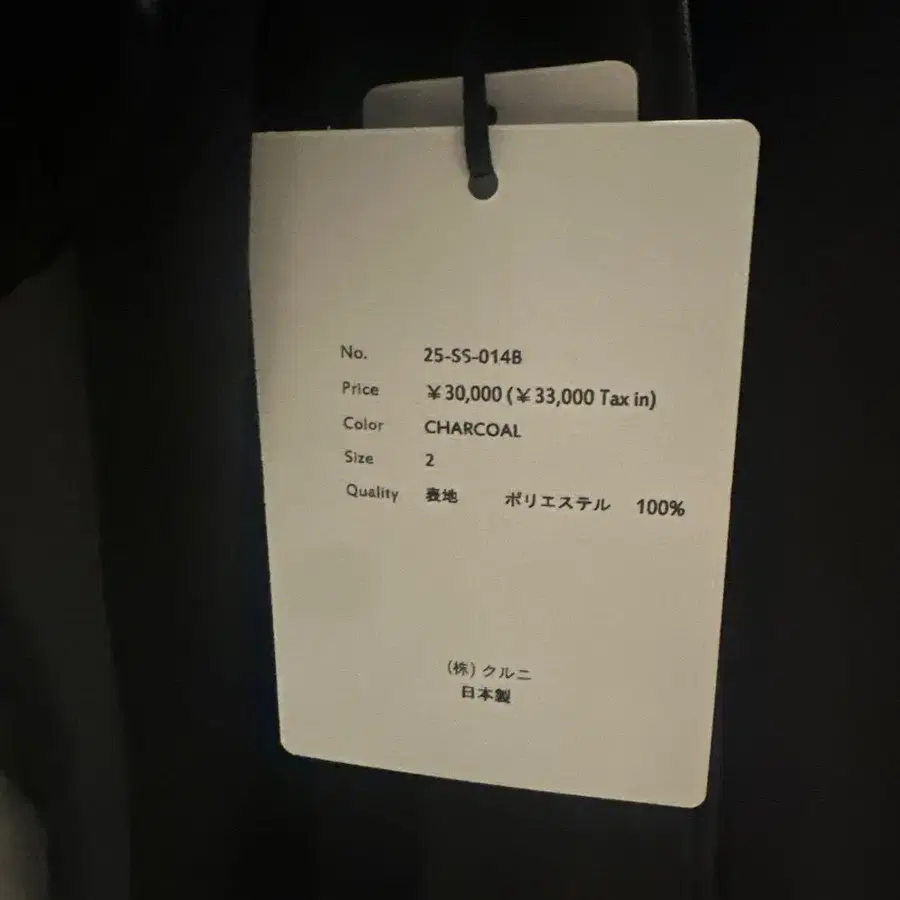 No. 25-SS-014B
Price ¥30,000 (¥33,000 Tax in)
Color CHARCOAL
Size 2
Quality 表地 ポリエステル 100%
(株) クルニ
日本製